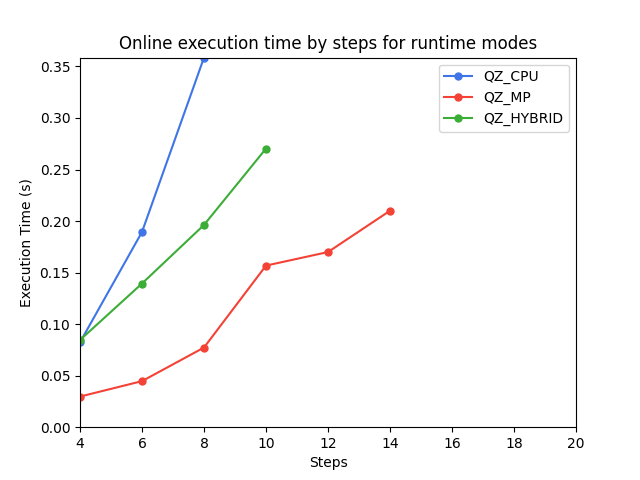 Online execution time by steps for runtime modes
QZ_CPU
QZ_MP
QZ_HYBRID
Execution Time (s)
0.35
0.30
0.25
0.20
0.15
0.10
0.05
0.00
4 6 8 10 12 14 16 18 20
Steps